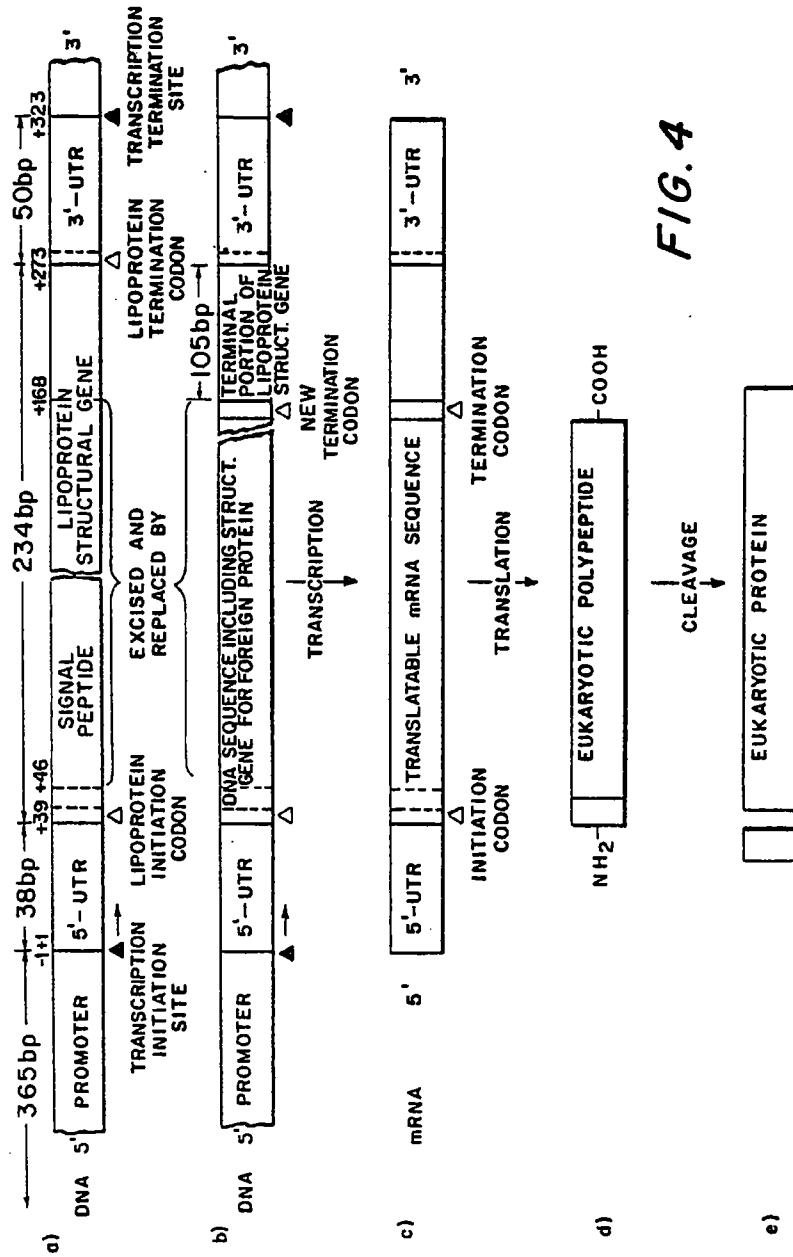 365bp 38bp 234bp 50bp
-1 +1 +39 +46 +168 +273 +323
a) DNA 5' PROMOTER 5'-UTR SIGNAL PEPTIDE LIPOPROTEIN STRUCTURAL GENE 3'-UTR 3'
TRANSCRIPTION INITIATION SITE
LIPOPROTEIN INITIATION CODON
EXCISED AND REPLACED BY
LIPOPROTEIN TERMINATION CODON
TRANSCRIPTION TERMINATION SITE
105bp
b) DNA 5' PROMOTER 5'-UTR
DNA SEQUENCE INCLUDING STRUCT.
GENE FOR FOREIGN PROTEIN
TERMINAL
PORTION OF
LIPOPROTEIN
STRUCT. GENE
3'-UTR 3'
NEW
TERMINATION
CODON
TRANSCRIPTION
c) mRNA 5' 5'-UTR TRANSLATABLE mRNA SEQUENCE 3'-UTR 3'
INITIATION
CODON
TERMINATION
CODON
TRANSLATION
d) NH2- EUKARYOTIC POLYPEPTIDE -COOH
CLEAVAGE
e) EUKARYOTIC PROTEIN
FIG. 4